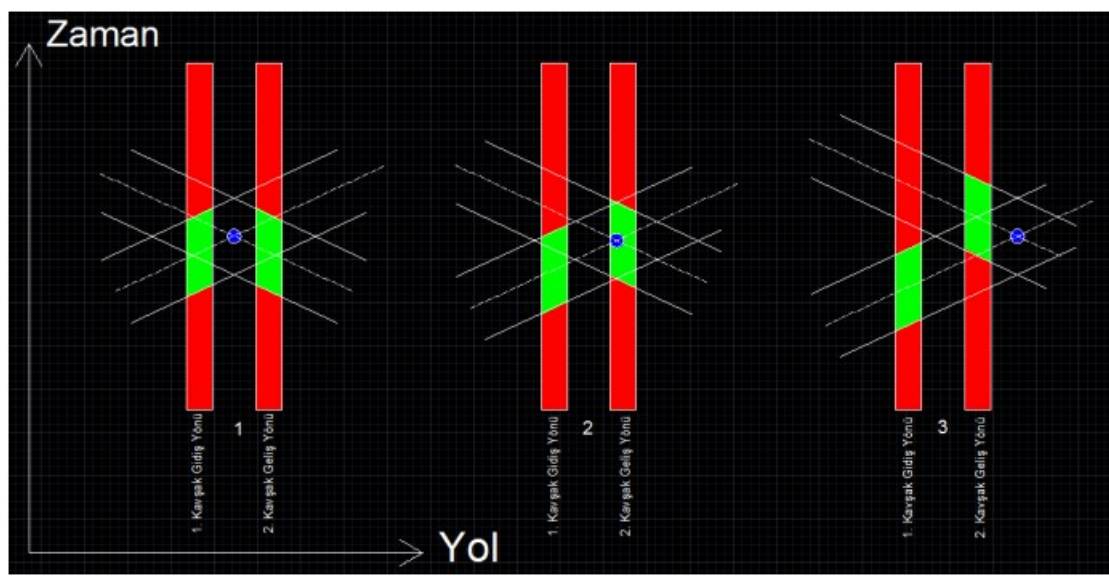 Zaman
1. Kavşak Gidiş Yönü
1
2. Kavşak Geliş Yönü
1. Kavşak Gidiş Yönü
2
2. Kavşak Geliş Yönü
1. Kavşak Gidiş Yönü
3
2. Kavşak Geliş Yönü
Yol